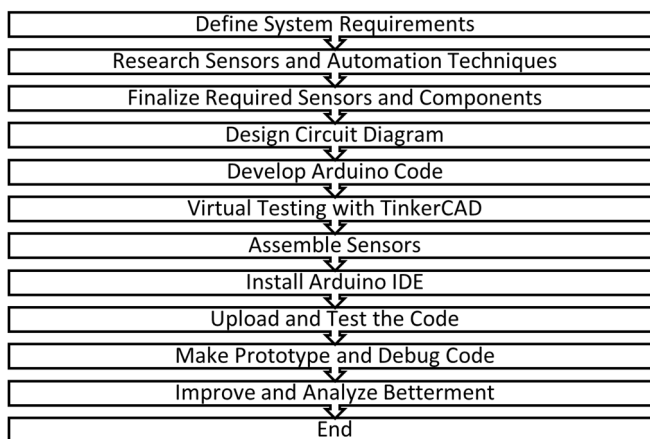 Define System Requirements
Research Sensors and Automation Techniques
Finalize Required Sensors and Components
Design Circuit Diagram
Develop Arduino Code
Virtual Testing with TinkerCAD
Assemble Sensors
Install Arduino IDE
Upload and Test the Code
Make Prototype and Debug Code
Improve and Analyze Betterment
End